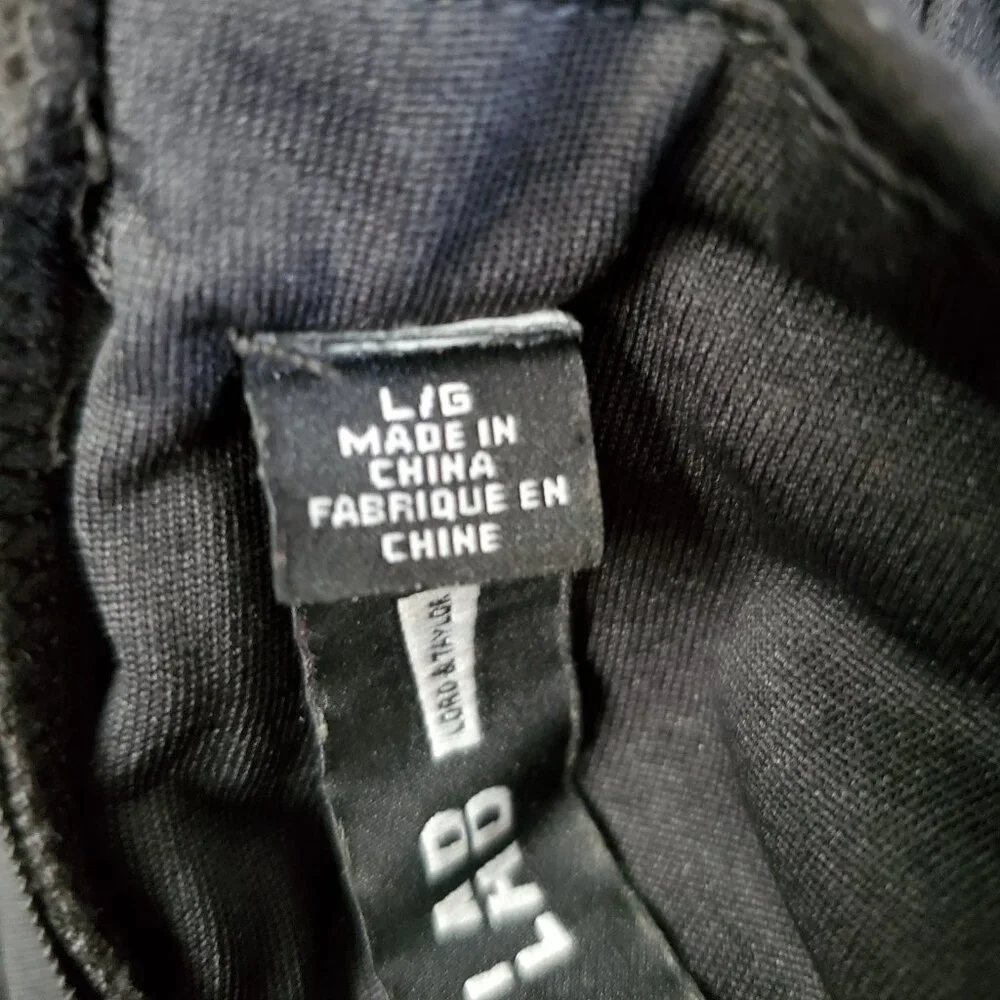 L/G
MADE IN
CHINA
FABRIQUE EN
CHINE
LORD & TAYLOR